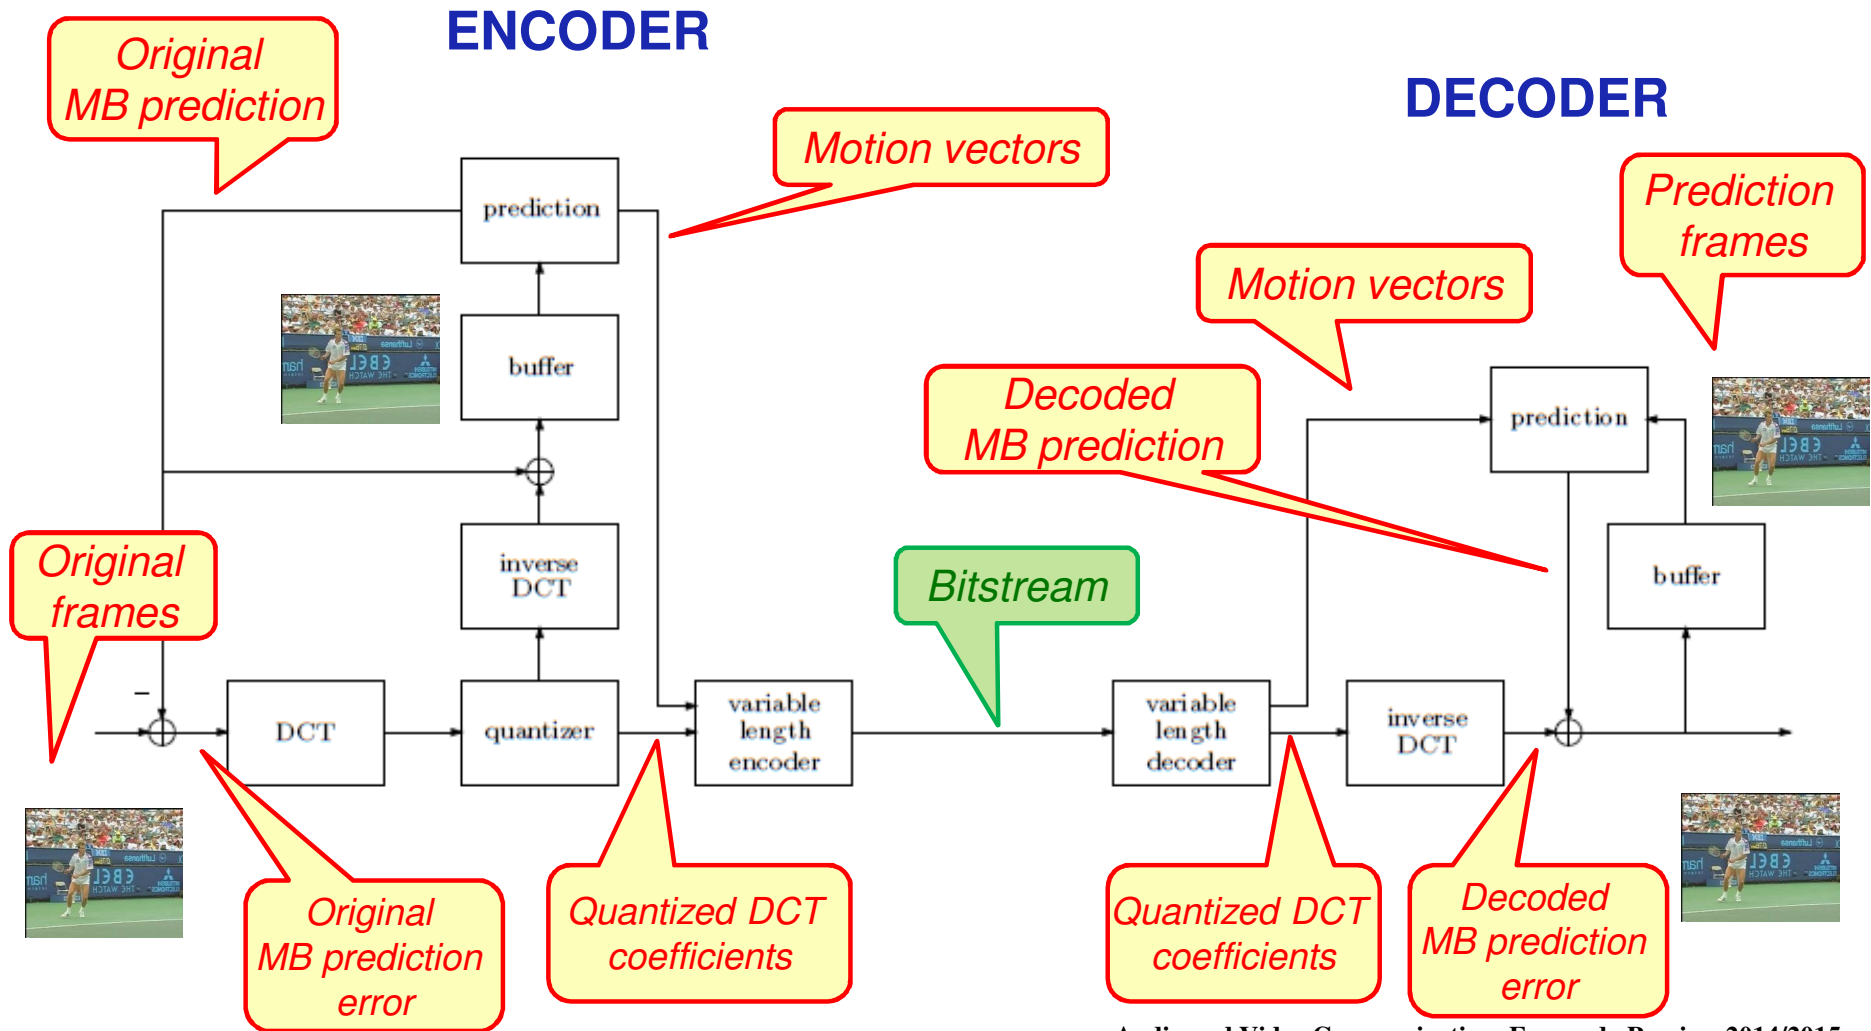 ENCODER
DECODER
Original
MB prediction
Motion vectors
Prediction
frames
prediction
Motion vectors
buffer
Decoded
MB prediction
prediction
Original
frames
inverse
DCT
Bitstream
buffer
–
DCT
quantizer
variable
length
encoder
variable
length
decoder
inverse
DCT
Original
MB prediction
error
Quantized DCT
coefficients
Quantized DCT
coefficients
Decoded
MB prediction
error